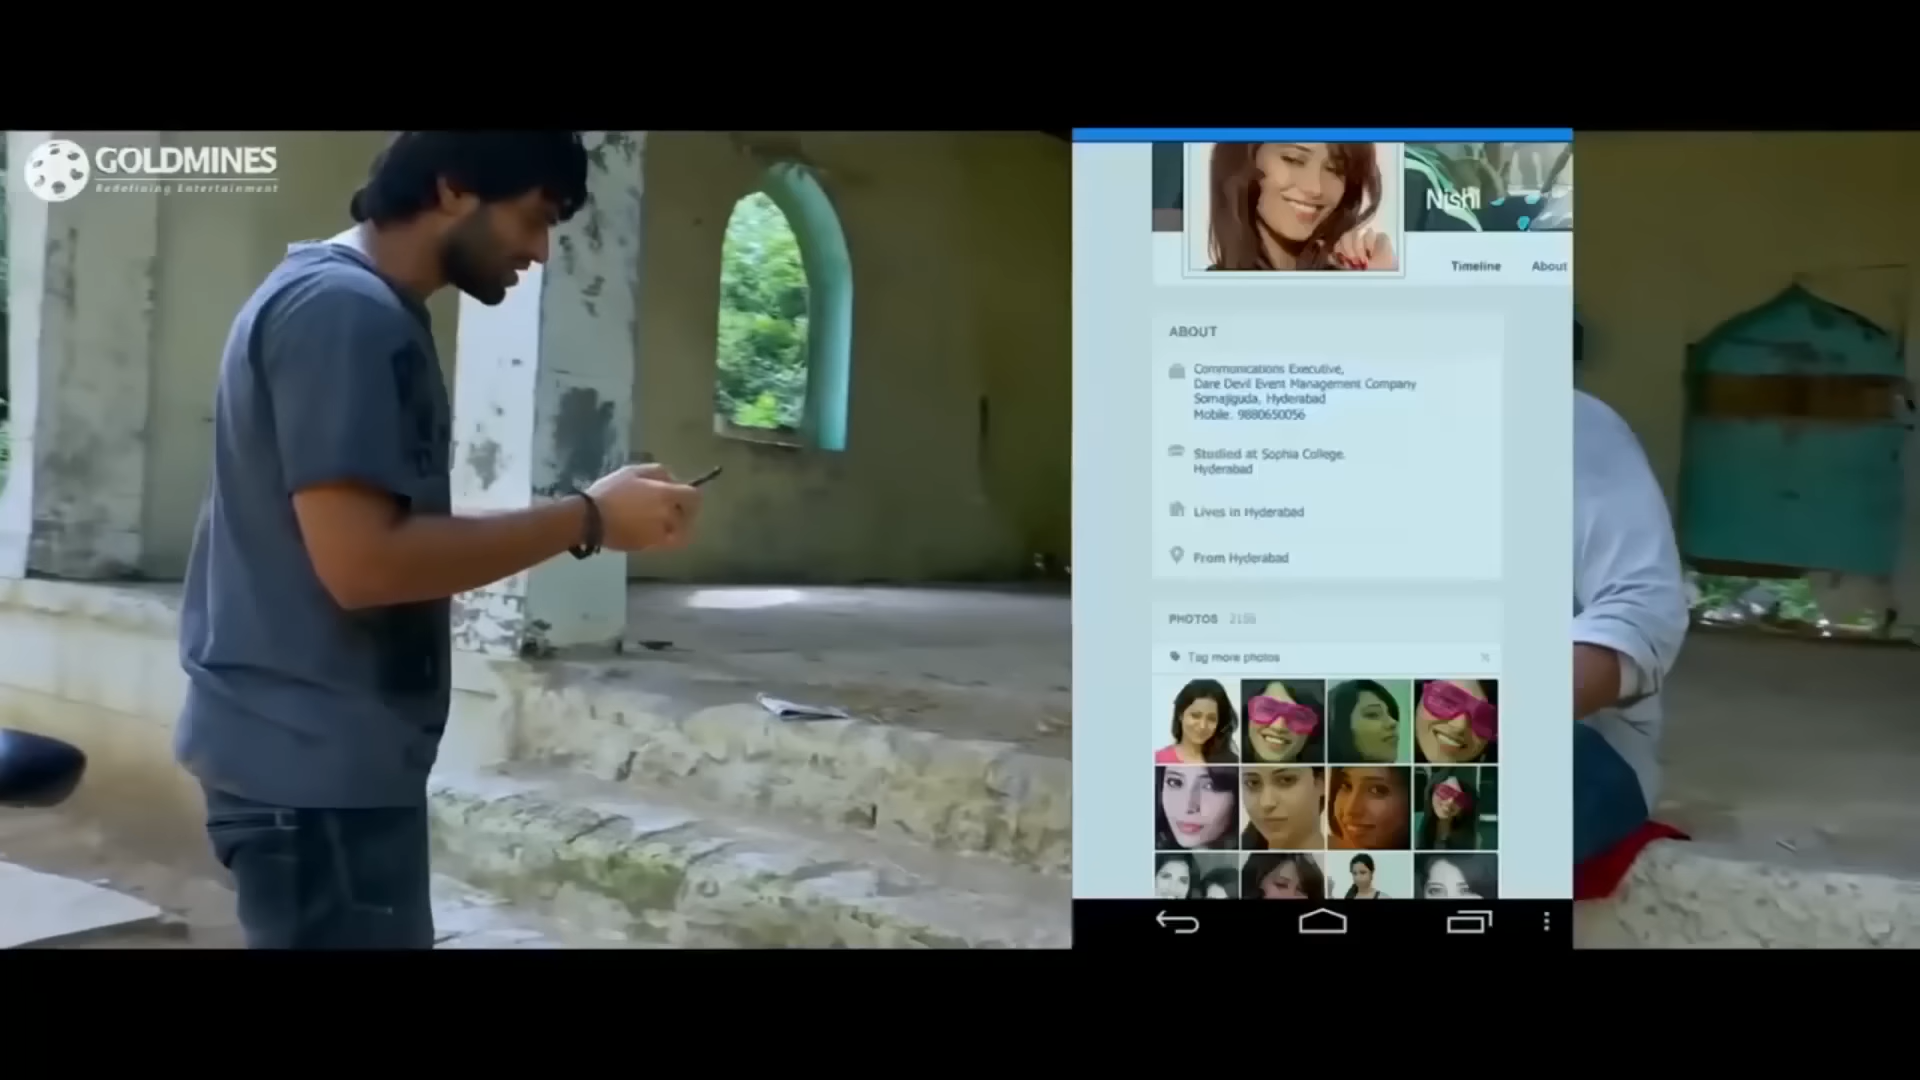 GOLDMINES
Redefining Entertainment
Nishi
Timeline About
ABOUT
Communications Executive,
Dare Devil Event Management Company
Somajiguda, Hyderabad
Mobile. 9880650056
Studied at Sophia College.
Hyderabad
Lives in Hyderabad
From Hyderabad
PHOTOS
Tag more photos